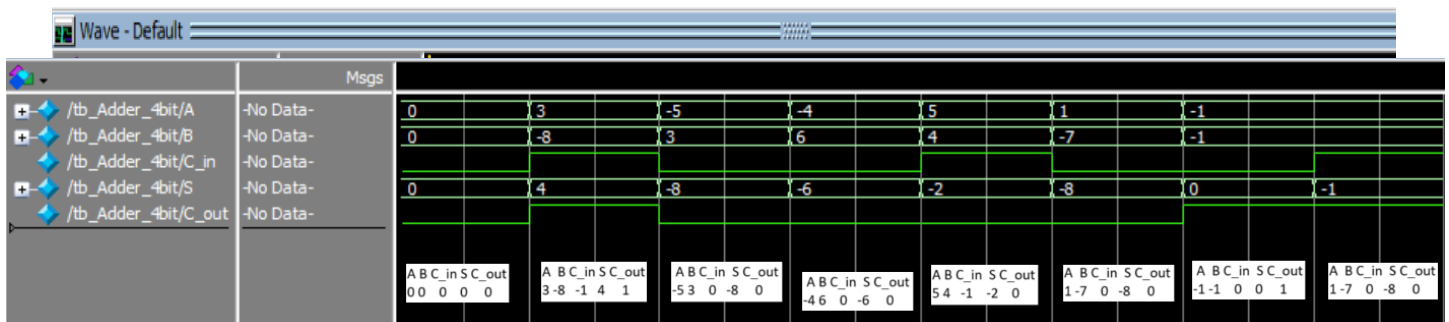 Wave - Default
Msgs
/tb_Adder_4bit/A -No Data- 0 3 -5 -4 5 1 -1
/tb_Adder_4bit/B -No Data- 0 -8 3 6 4 -7 -1
/tb_Adder_4bit/C_in -No Data-
/tb_Adder_4bit/S -No Data- 0 4 -8 -6 -2 -8 0 -1
/tb_Adder_4bit/C_out -No Data-
A B C_in S C_out
0 0 0 0 0
A B C_in S C_out
3 -8 -1 4 1
A B C_in S C_out
-5 3 0 -8 0
A B C_in S C_out
-4 6 0 -6 0
A B C_in S C_out
5 4 -1 -2 0
A B C_in S C_out
1 -7 0 -8 0
A B C_in S C_out
-1 -1 0 0 1
A B C_in S C_out
1 -7 0 -8 0